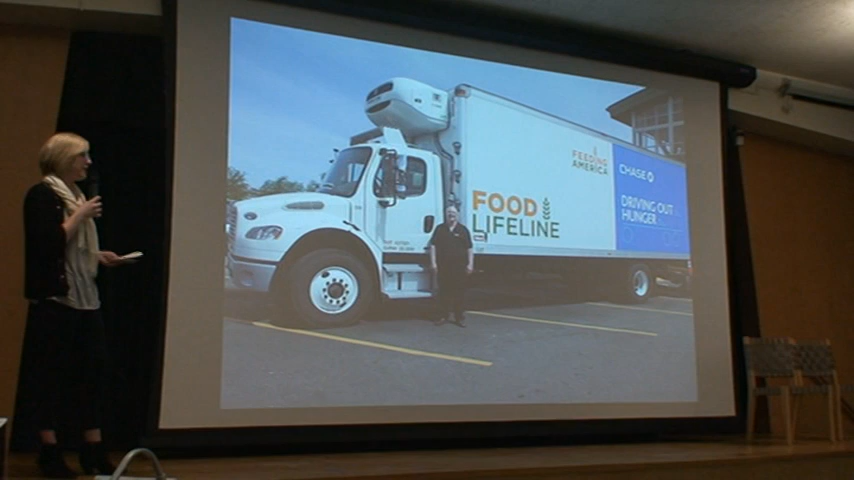 FEEDING
AMERICA
CHASE
FOOD
LIFELINE
DRIVING OUT
HUNGER